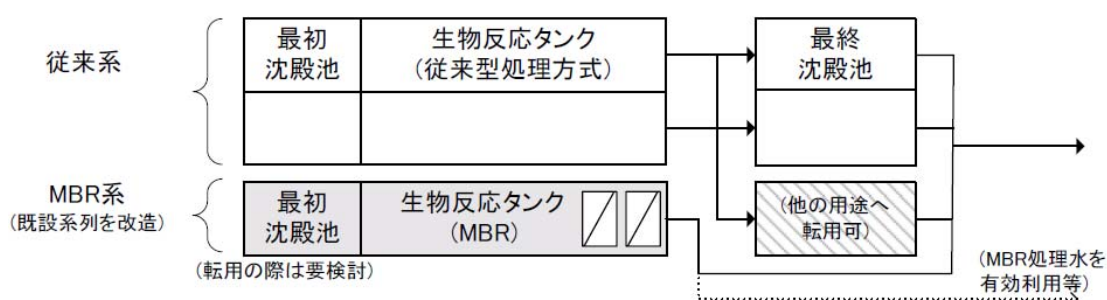 従来系
最初
沈殿池
生物反応タンク
(従来型処理方式)
最終
沈殿池
MBR系
(既設系列を改造)
最初
沈殿池
生物反応タンク
(MBR)
(他の用途へ
転用可)
(転用の際は要検討)
(MBR処理水を
有効利用等)